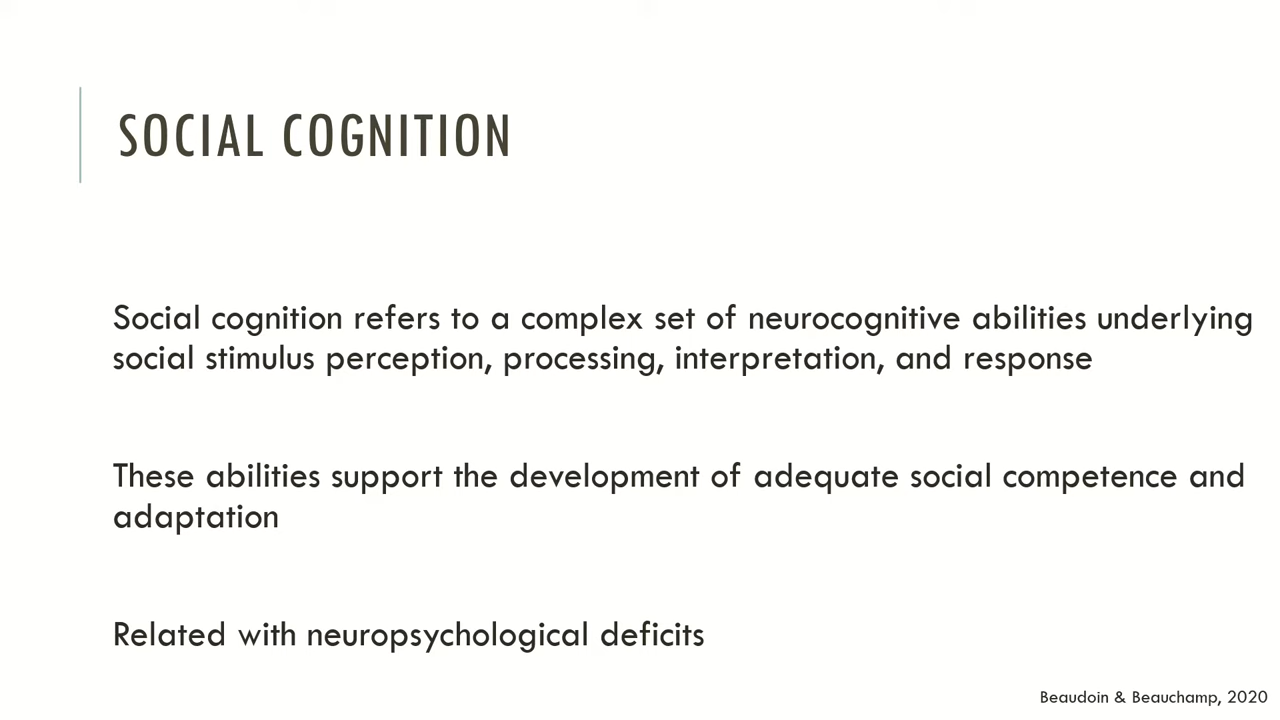 SOCIAL COGNITION
Social cognition refers to a complex set of neurocognitive abilities underlying
social stimulus perception, processing, interpretation, and response
These abilities support the development of adequate social competence and
adaptation
Related with neuropsychological deficits
Beaudoin & Beauchamp, 2020